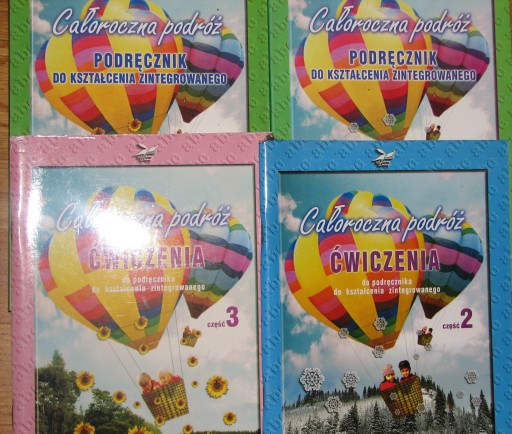 Całoroczna podróż
PODRĘCZNIK
DO KSZTAŁCENIA ZINTEGROWANEGO
Całoroczna podróż
PODRĘCZNIK
DO KSZTAŁCENIA ZINTEGROWANEGO
Całoroczna podróż
ĆWICZENIA
do podręcznika
do kształcenia zintegrowanego
część 3
Całoroczna podróż
ĆWICZENIA
do podręcznika
do kształcenia zintegrowanego
część 2